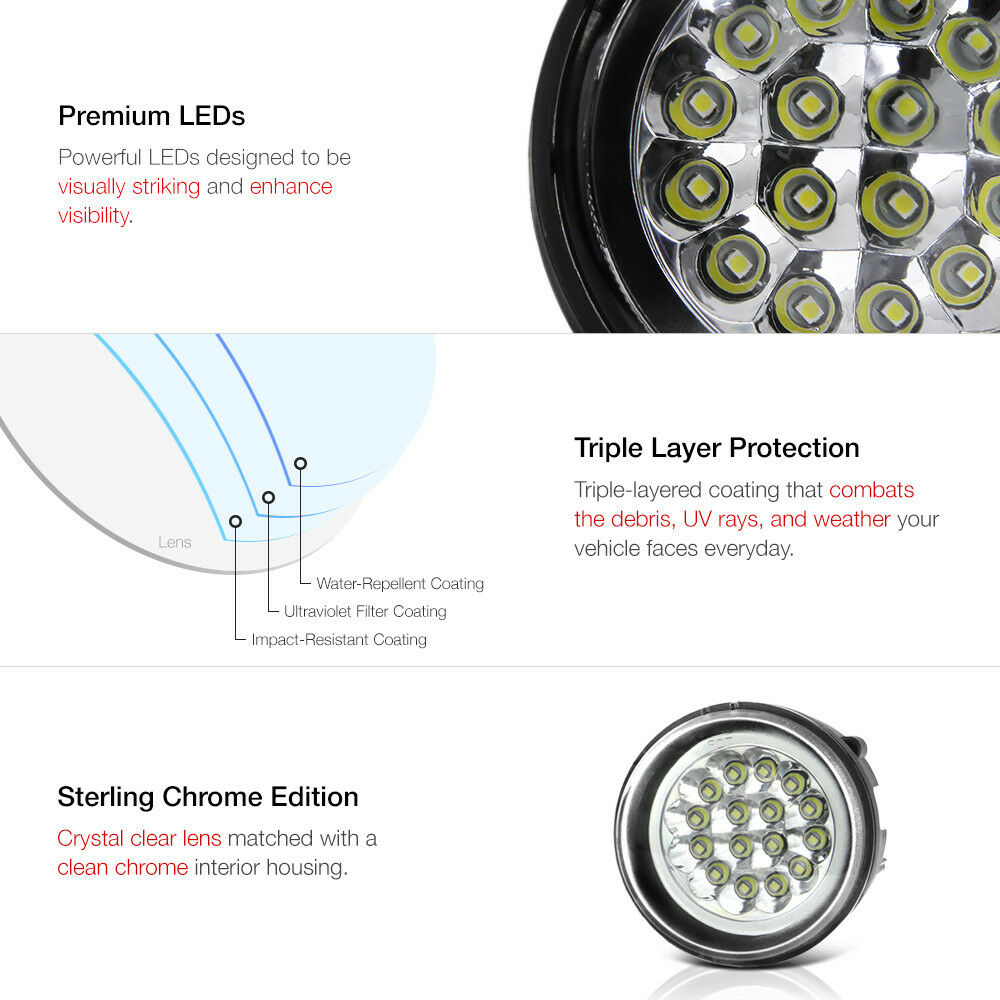 Premium LEDs
Powerful LEDs designed to be
visually striking and enhance
visibility.
Triple Layer Protection
Triple-layered coating that combats
the debris, UV rays, and weather your
vehicle faces everyday.
Lens
Water-Repellent Coating
Ultraviolet Filter Coating
Impact-Resistant Coating
Sterling Chrome Edition
Crystal clear lens matched with a
clean chrome interior housing.